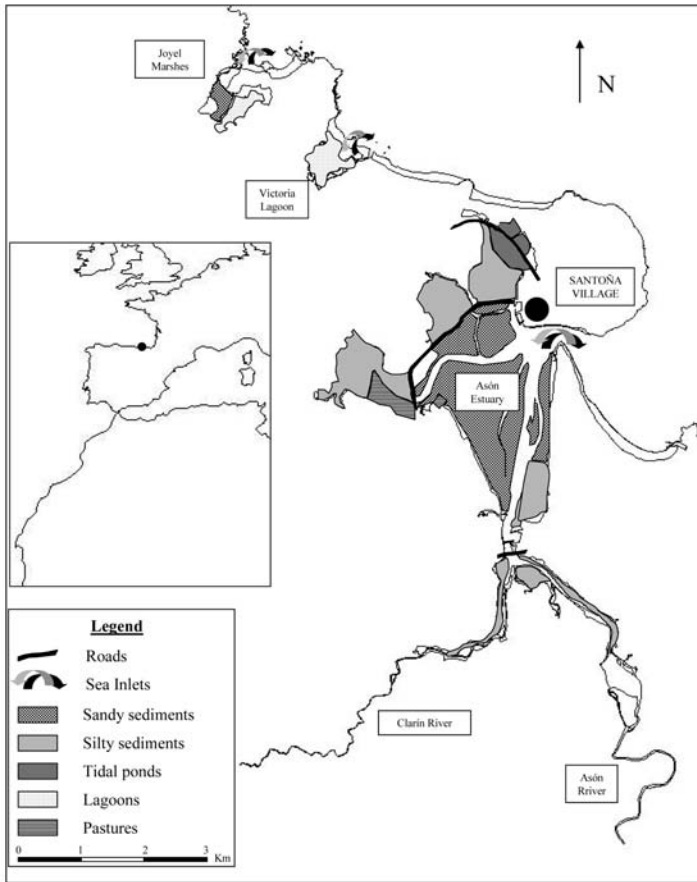 Joyel
Marshes
N
Victoria
Lagoon
SANTOÑA
VILLAGE
Asón
Estuary
Legend
Roads
Sea Inlets
Sandy sediments
Silty sediments
Tidal ponds
Lagoons
Pastures
0 1 2 3
Km
Clarín River
Asón
Rriver